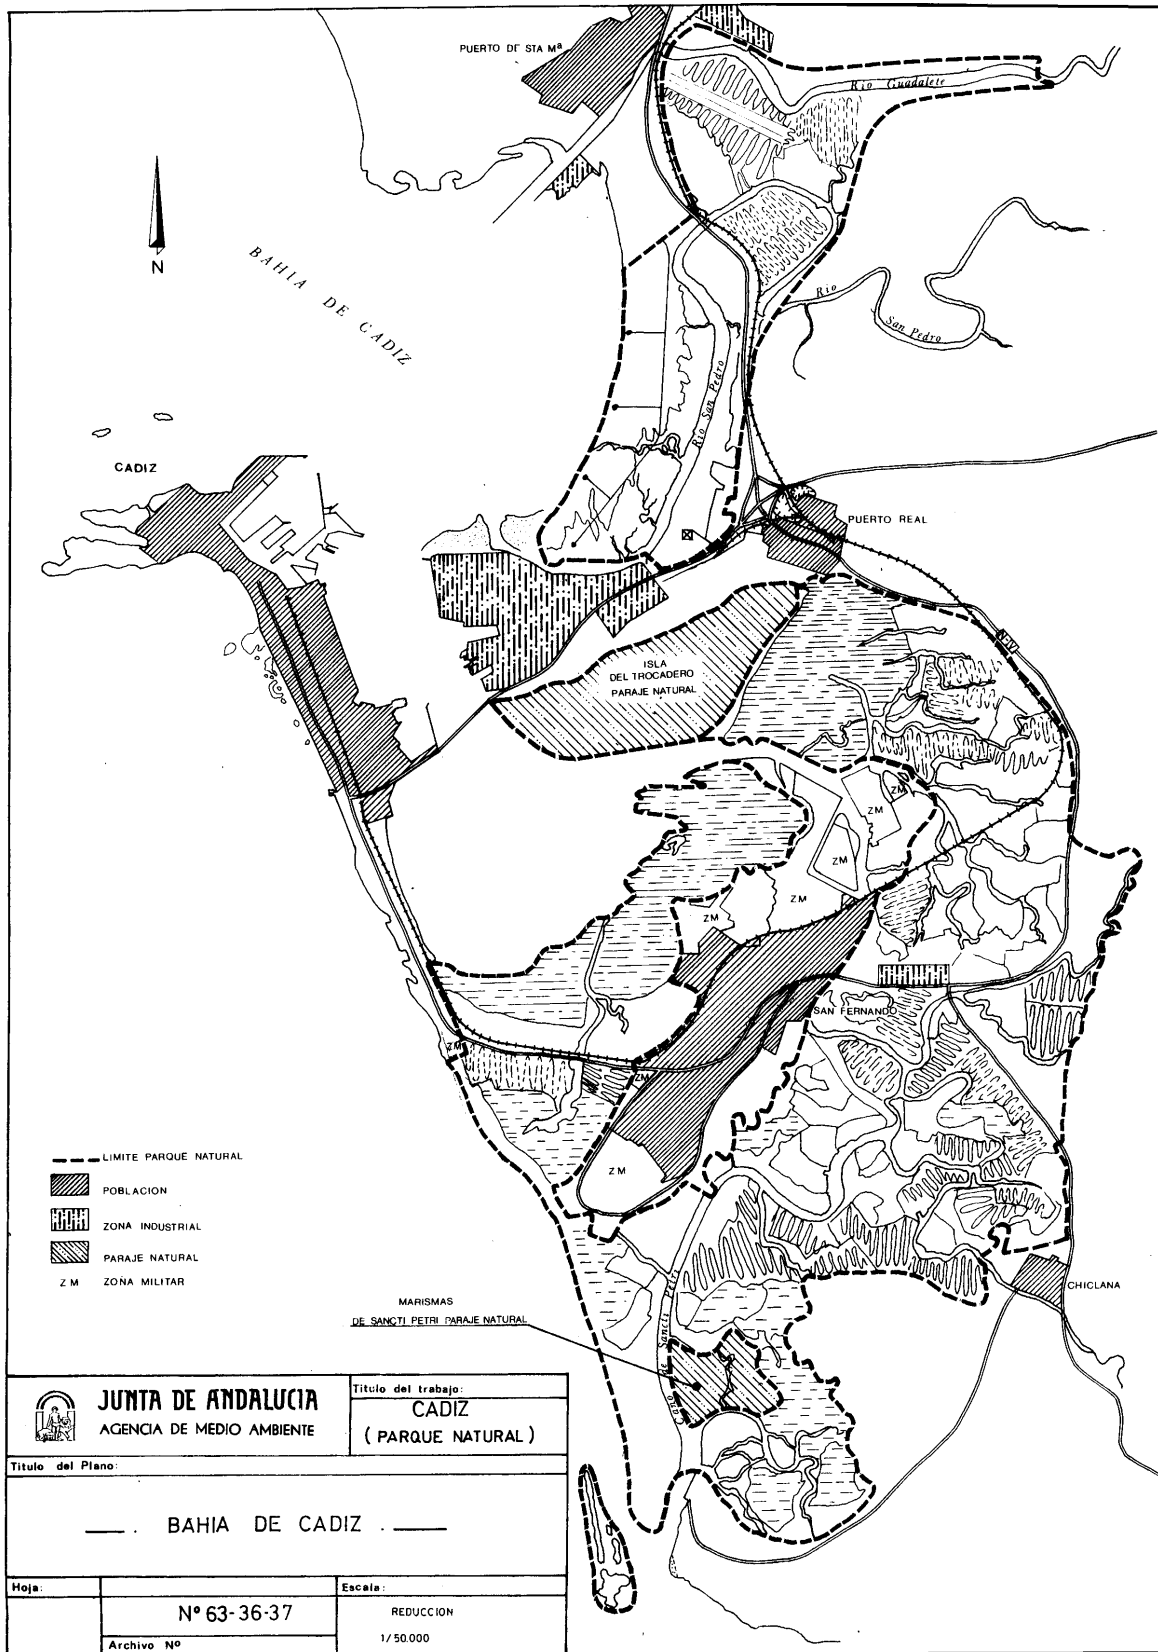 PUERTO DE STA Mª
Rio Guadalete
N
BAHIA DE CADIZ
Rio
San Pedro
Rio San Pedro
CADIZ
PUERTO REAL
ISLA
DEL TROCADERO
PARAJE NATURAL
ZM
ZM
ZM
ZM
ZM
SAN FERNANDO
ZM
ZM
ZM
CHICLANA
Caño de Sancti Petri
MARISMAS
DE SANCTI PETRI PARAJE NATURAL
LIMITE PARQUE NATURAL
POBLACION
ZONA INDUSTRIAL
PARAJE NATURAL
Z M ZONA MILITAR
JUNTA DE ANDALUCIA
AGENCIA DE MEDIO AMBIENTE
Titulo del trabajo:
CADIZ
( PARQUE NATURAL )
Titulo del Plano:
BAHIA DE CADIZ
Hoja:
Nº 63-36-37
Archivo Nº
Escala:
REDUCCION
1/50.000